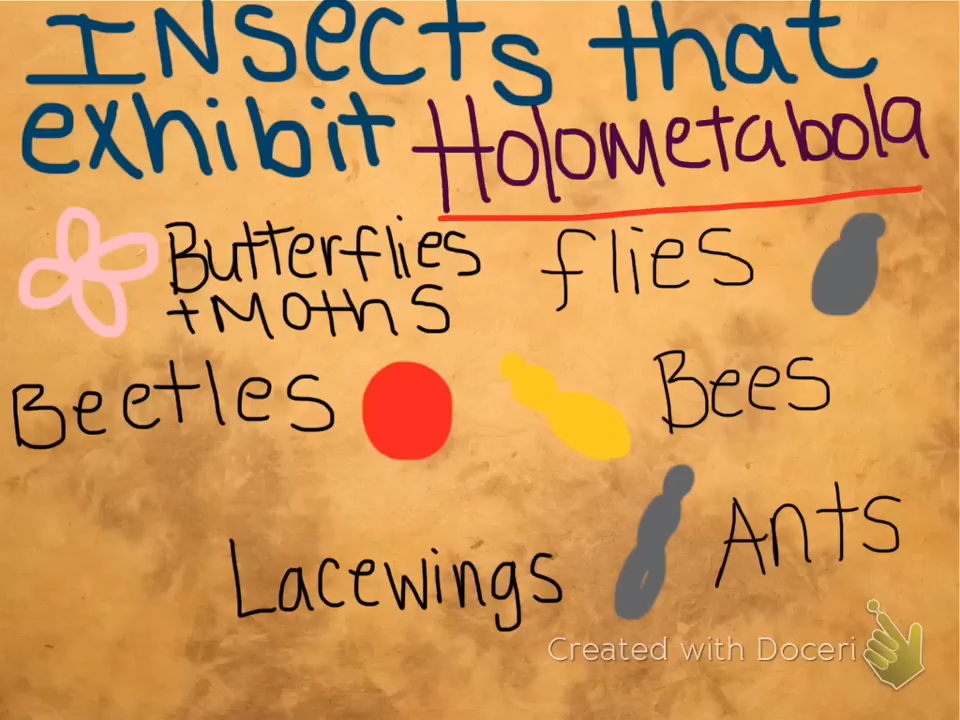 Insects that
exhibit Holometabola
Butterflies
+ Moths
flies
Beetles
Bees
Lacewings
Ants
Created with Doceri